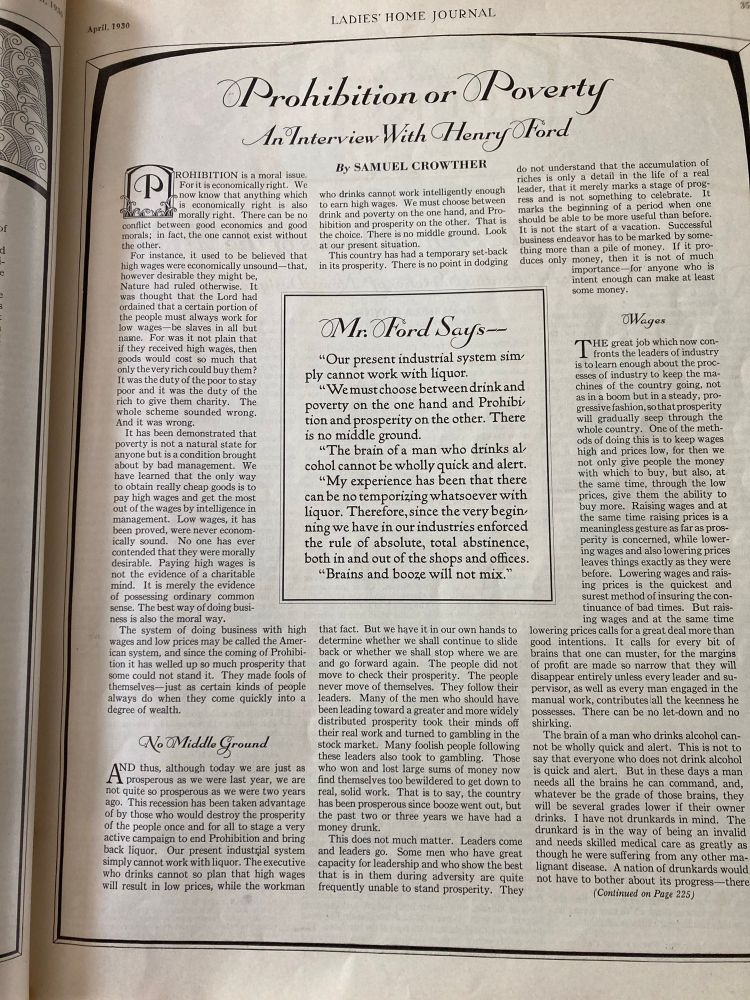 April, 1930
LADIES' HOME JOURNAL
Prohibition or Poverty
An Interview With Henry Ford
By SAMUEL CROWTHER
PROHIBITION is a moral issue.
For it is economically right. We
now know that anything which
is economically right is also
morally right. There can be no
conflict between good economics and good
morals; in fact, the one cannot exist without
the other.
For instance, it used to be believed that
high wages were economically unsound—that,
however desirable they might be,
Nature had ruled otherwise. It
was thought that the Lord had
ordained that a certain portion of
the people must always work for
low wages—be slaves in all but
name. For was it not plain that
if they received high wages, then
goods would cost so much that
only the very rich could buy them?
It was the duty of the poor to stay
poor and it was the duty of the
rich to give them charity. The
whole scheme sounded wrong.
And it was wrong.
It has been demonstrated that
poverty is not a natural state for
anyone but is a condition brought
about by bad management. We
have learned that the only way
to obtain really cheap goods is to
pay high wages and get the most
out of the wages by intelligence in
management. Low wages, it has
been proved, were never econom-
ically sound. No one has ever
contended that they were morally
desirable. Paying high wages is
not the evidence of a charitable
mind. It is merely the evidence
of possessing ordinary common
sense. The best way of doing busi-
ness is also the moral way.
The system of doing business with high
wages and low prices may be called the Amer-
ican system, and since the coming of Prohibi-
tion it has welled up so much prosperity that
some could not stand it. They made fools of
themselves—just as certain kinds of people
always do when they come quickly into a
degree of wealth.
No Middle Ground
AND thus, although today we are just as
prosperous as we were last year, we are
not quite so prosperous as we were two years
ago. This recession has been taken advantage
of by those who would destroy the prosperity
of the people once and for all to stage a very
active campaign to end Prohibition and bring
back liquor. Our present industrial system
simply cannot work with liquor. The executive
who drinks cannot so plan that high wages
will result in low prices, while the workman
who drinks cannot work intelligently enough
to earn high wages. We must choose between
drink and poverty on the one hand, and Pro-
hibition and prosperity on the other. That is
the choice. There is no middle ground. Look
at our present situation.
This country has had a temporary set-back
in its prosperity. There is no point in dodging
Mr. Ford Says—
"Our present industrial system sim-
ply cannot work with liquor.
"We must choose between drink and
poverty on the one hand and Prohibi-
tion and prosperity on the other. There
is no middle ground.
"The brain of a man who drinks al-
cohol cannot be wholly quick and alert.
"My experience has been that there
can be no temporizing whatsoever with
liquor. Therefore, since the very begin-
ning we have in our industries enforced
the rule of absolute, total abstinence,
both in and out of the shops and offices.
"Brains and booze will not mix."
that fact. But we have it in our own hands to
determine whether we shall continue to slide
back or whether we shall stop where we are
and go forward again. The people did not
move to check their prosperity. The people
never move of themselves. They follow their
leaders. Many of the men who should have
been leading toward a greater and more widely
distributed prosperity took their minds off
their real work and turned to gambling in the
stock market. Many foolish people following
these leaders also took to gambling. Those
who won and lost large sums of money now
find themselves too bewildered to get down to
real, solid work. That is to say, the country
has been prosperous since booze went out, but
the past two or three years we have had a
money drunk.
This does not much matter. Leaders come
and leaders go. Some men who have great
capacity for leadership and who show the best
that is in them during adversity are quite
frequently unable to stand prosperity. They
do not understand that the accumulation of
riches is only a detail in the life of a real
leader, that it merely marks a stage of prog-
ress and is not something to celebrate. It
marks the beginning of a period when one
should be able to be more useful than before.
It is not the start of a vacation. Successful
business endeavor has to be marked by some-
thing more than a pile of money. If it pro-
duces only money, then it is not of much
importance—for anyone who is
intent enough can make at least
some money.
Wages
THE great job which now con-
fronts the leaders of industry
is to learn enough about the proc-
esses of industry to keep the ma-
chines of the country going, not
as in a boom but in a steady, pro-
gressive fashion, so that prosperity
will gradually seep through the
whole country. One of the meth-
ods of doing this is to keep wages
high and prices low, for then we
not only give people the money
with which to buy, but also, at
the same time, through the low
prices, give them the ability to
buy more. Raising wages and at
the same time raising prices is a
meaningless gesture as far as pros-
perity is concerned, while lower-
ing wages and also lowering prices
leaves things exactly as they were
before. Lowering wages and rais-
ing prices is the quickest and
surest method of insuring the con-
tinuance of bad times. But rais-
ing wages and at the same time
lowering prices calls for a great deal more than
good intentions. It calls for every bit of
brains that one can muster, for the margins
of profit are made so narrow that they will
disappear entirely unless every leader and su-
pervisor, as well as every man engaged in the
manual work, contributes all the keenness he
possesses. There can be no let-down and no
shirking.
The brain of a man who drinks alcohol can-
not be wholly quick and alert. This is not to
say that everyone who does not drink alcohol
is quick and alert. But in these days a man
needs all the brains he can command, and,
whatever be the grade of those brains, they
will be several grades lower if their owner
drinks. I have not drunkards in mind. The
drunkard is in the way of being an invalid
and needs skilled medical care as greatly as
though he were suffering from any other ma-
lignant disease. A nation of drunkards would
not have to bother about its progress—there
(Continued on Page 225)